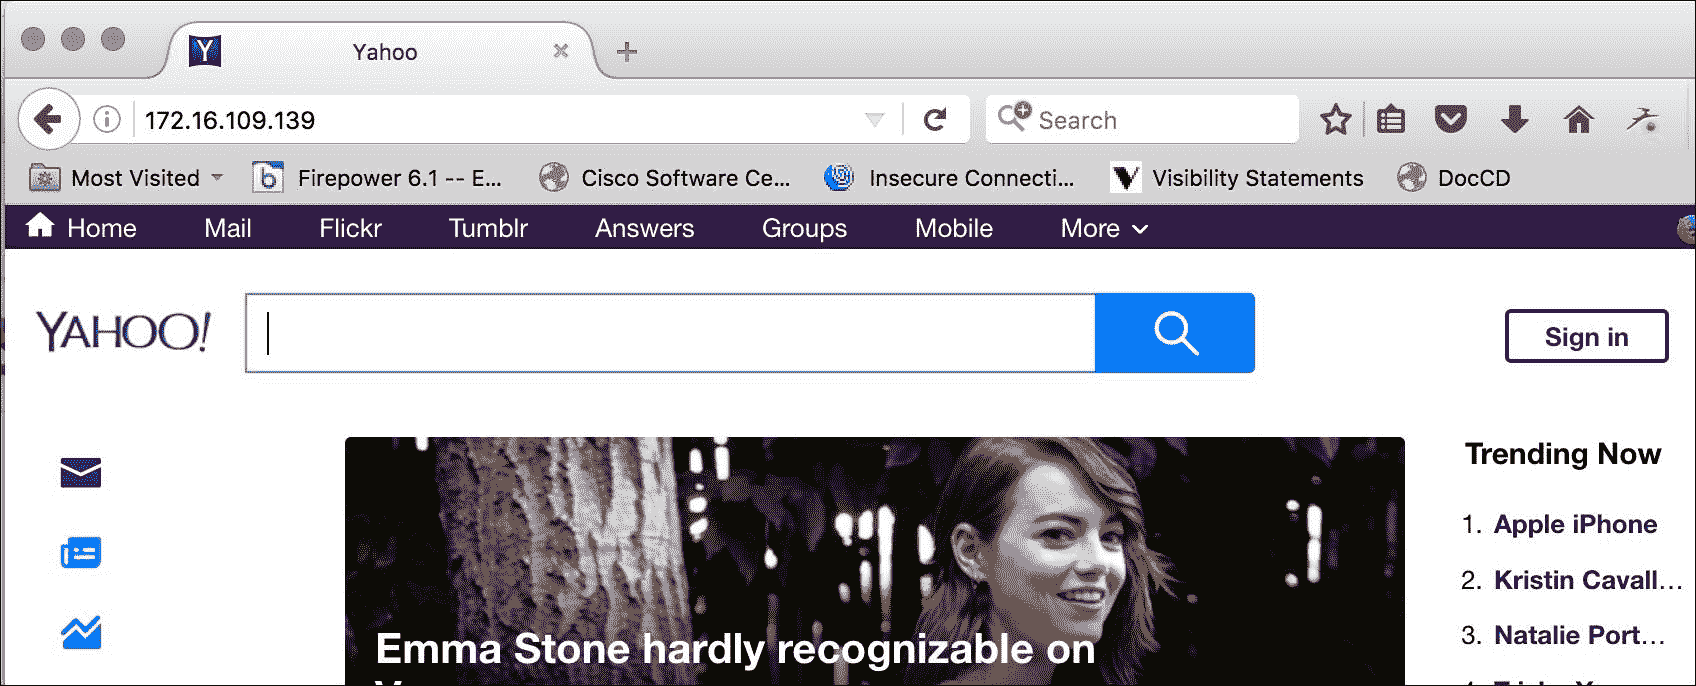 Yahoo
172.16.109.139
Search
Most Visited
Firepower 6.1 -- E...
Cisco Software Ce...
Insecure Connecti...
Visibility Statements
DocCD
Home Mail Flickr Tumblr Answers Groups Mobile More
YAHOO!
Sign in
Emma Stone hardly recognizable on
Trending Now
1. Apple iPhone
2. Kristin Cavall...
3. Natalie Port...